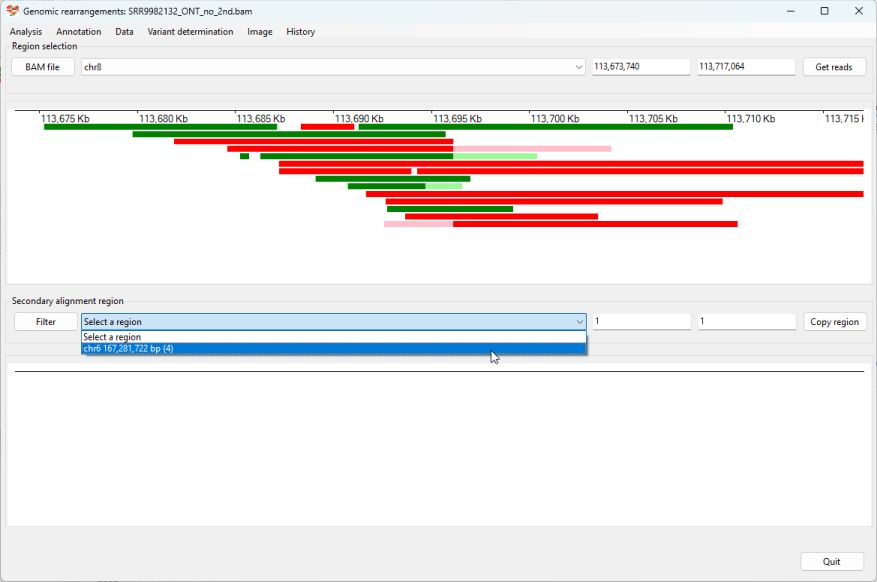 Genomic rearrangements: SRR9982132_ONT_no_2nd.bam
Analysis Annotation Data Variant determination Image History
Region selection
BAM file chr8 113,673,740 113,717,064 Get reads
113,675 Kb 113,680 Kb 113,685 Kb 113,690 Kb 113,695 Kb 113,700 Kb 113,705 Kb 113,710 Kb 113,715
Secondary alignment region
Filter Select a region 1 1 Copy region
Select a region
chr6 167,281,722 bp (4)
Quit